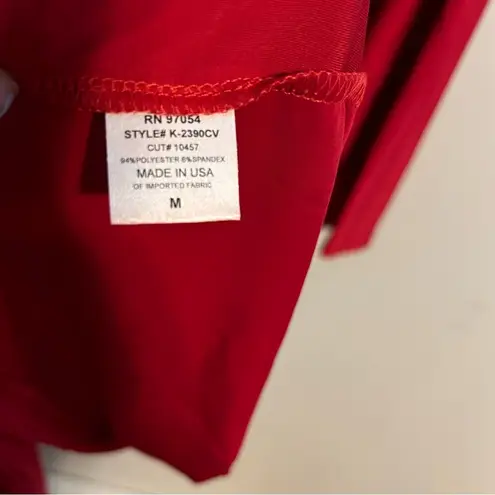 RN 97054
STYLE# K-2390CV
CUT# 10457
94%POLYESTER 6%SPANDEX
MADE IN USA
OF IMPORTED FABRIC
M